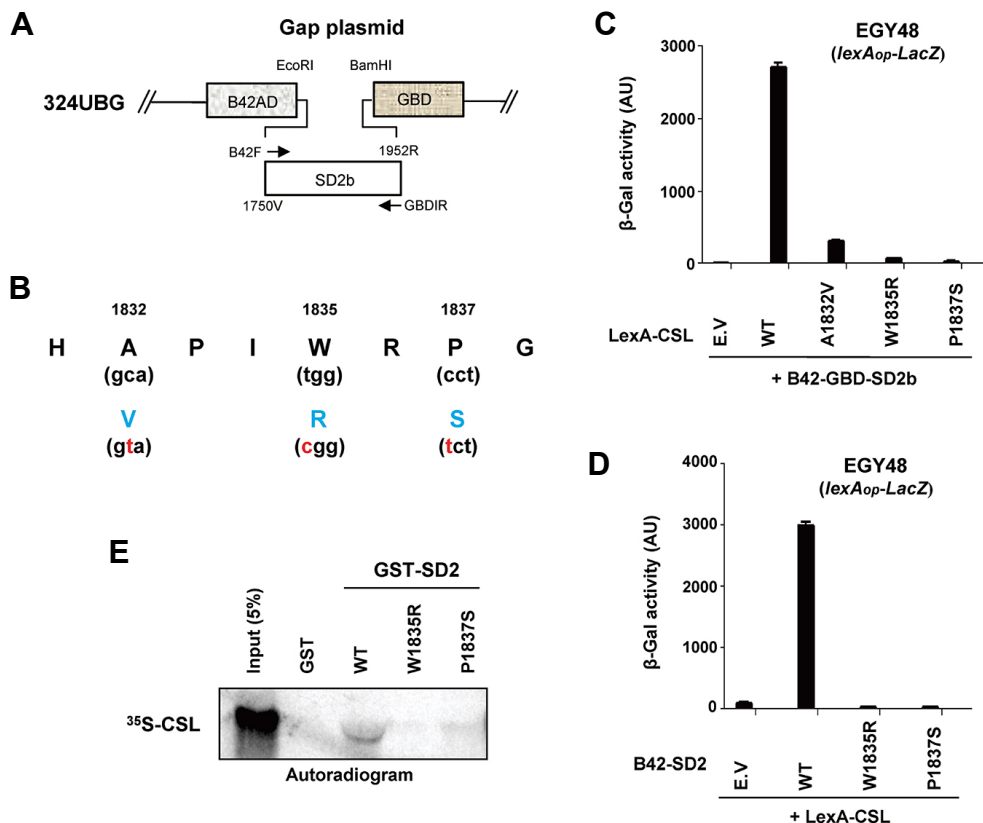 A
Gap plasmid
EcoRI
BamHI
324UBG
B42AD
GBD
B42F
1952R
SD2b
1750V
GBDIR
B
1832
1835
1837
H A P I W R P G
(gca) (tgg) (cct)
V R S
(gta) (cgg) (tct)
C
EGY48
(lexAop-LacZ)
β-Gal activity (AU)
3000
2000
1000
0
LexA-CSL
E.V
WT
A1832V
W1835R
P1837S
+ B42-GBD-SD2b
D
EGY48
(lexAop-LacZ)
β-Gal activity (AU)
4000
3000
2000
1000
0
B42-SD2
E.V
WT
W1835R
P1837S
+ LexA-CSL
E
GST-SD2
Input (5%)
GST
WT
W1835R
P1837S
35S-CSL
Autoradiogram